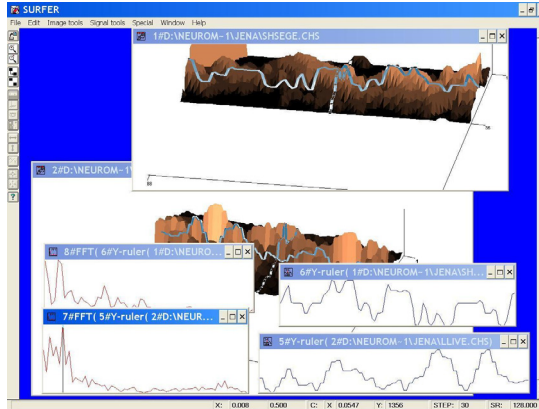 SURFER
File Edit Image tools Signal tools Special Window Help
1#D:\NEUROM~1\JENA\SHSEGE.CHS
2#D:\NEUROM~1\
8#FFT( 6#Y-ruler( 1#D:\NEURO...
6#Y-ruler( 1#D:\NEUROM~1\JENA\SH...
7#FFT( 5#Y-ruler( 2#D:\NEUR...
5#Y-ruler( 2#D:\NEUROM~1\JENA\LLIVE.CHS)
X: 0.008 0.500 C: X 0.0547 Y: 1356 STEP: 30 SR: 128.000